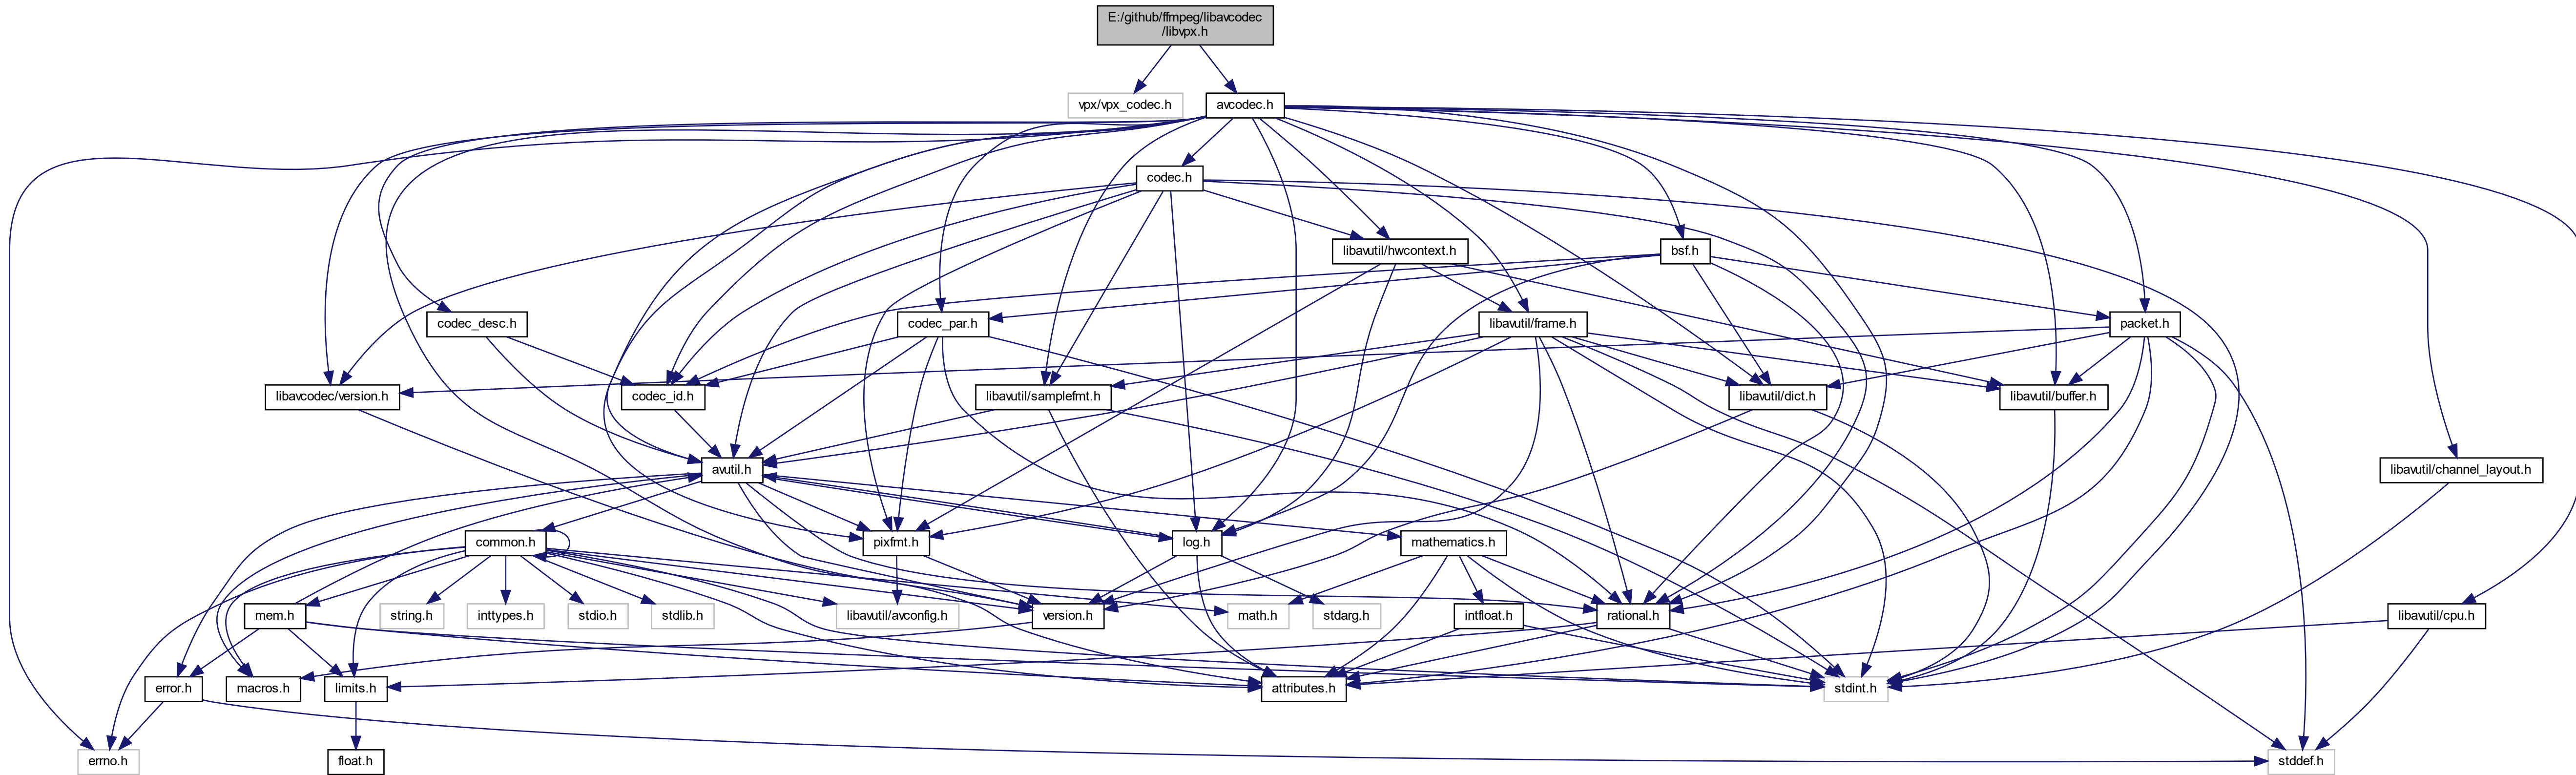 E:/github/ffmpeg/libavcodec
/libvpx.h
vpx/vpx_codec.h
avcodec.h
codec.h
libavutil/hwcontext.h
bsf.h
codec_desc.h
codec_par.h
libavutil/frame.h
packet.h
libavcodec/version.h
codec_id.h
libavutil/samplefmt.h
libavutil/dict.h
libavutil/buffer.h
avutil.h
libavutil/channel_layout.h
common.h
pixfmt.h
log.h
mathematics.h
mem.h
string.h
inttypes.h
stdio.h
stdlib.h
libavutil/avconfig.h
version.h
math.h
stdarg.h
intfloat.h
rational.h
libavutil/cpu.h
error.h
macros.h
limits.h
attributes.h
stdint.h
errno.h
float.h
stddef.h